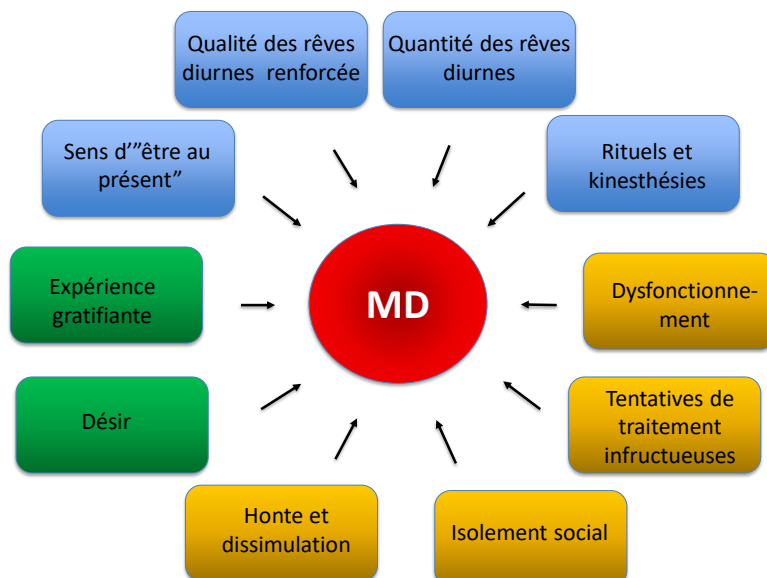 Qualité des rêves
diurnes renforcée
Quantité des rêves
diurnes
Sens d'"être au
présent"
Rituels et
kinesthésies
Expérience
gratifiante
MD
Dysfonctionne-
ment
Désir
Tentatives de
traitement
infructueuses
Honte et
dissimulation
Isolement social